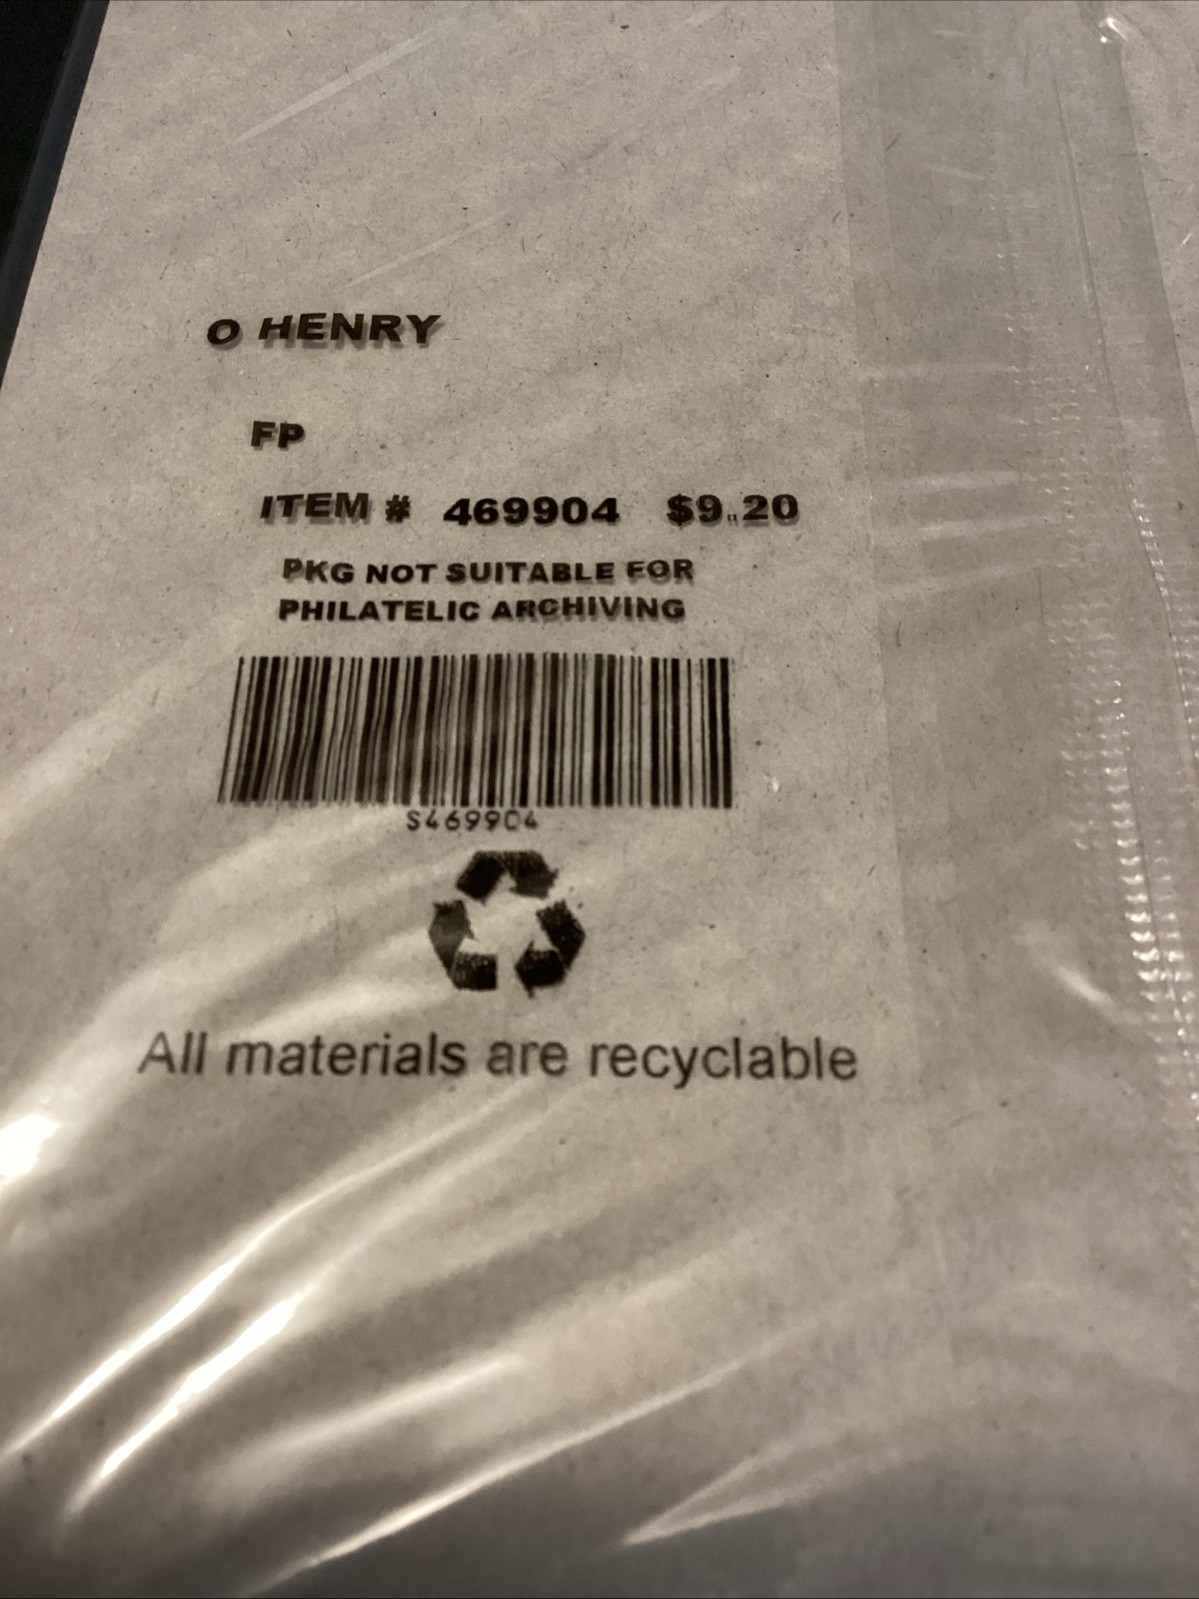 O HENRY
FP
ITEM # 469904 $9.20
PKG NOT SUITABLE FOR
PHILATELIC ARCHIVING
S469904
All materials are recyclable